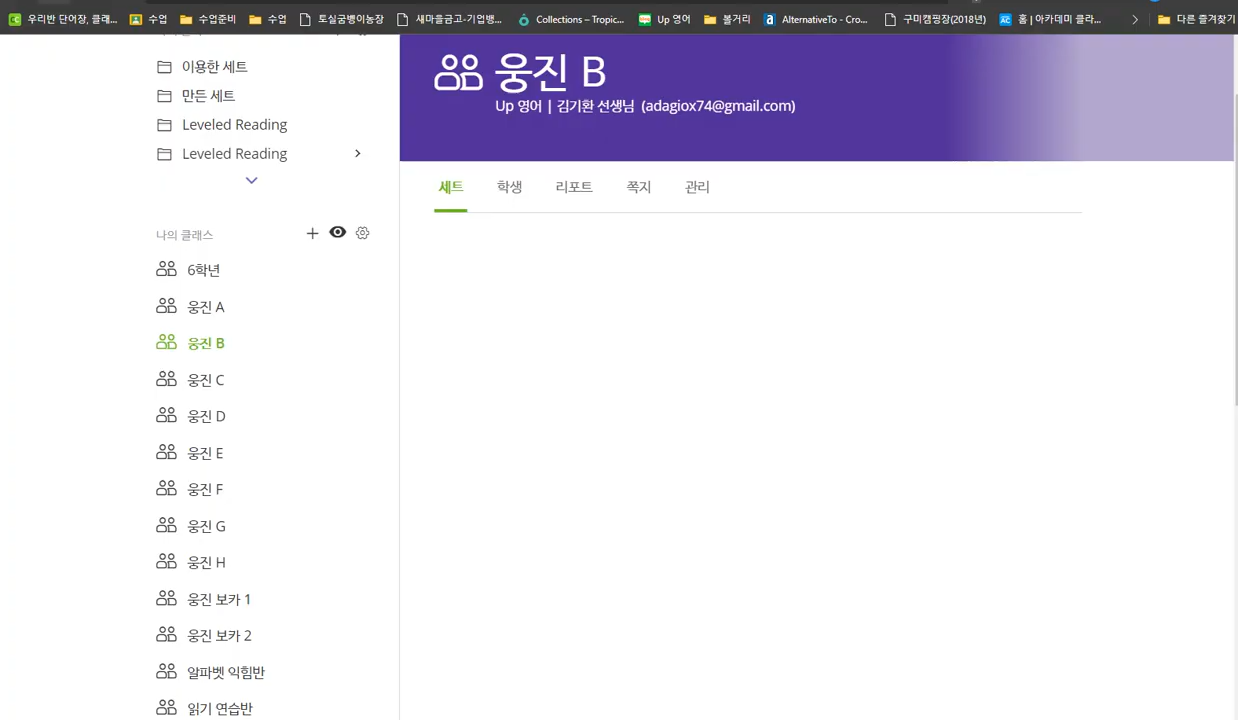 우리반 단어장, 클래... 수업 수업준비 수업 토실굼벵이농장 새마을금고-기업뱅... Collections – Tropic... Up 영어 볼거리 AlternativeTo - Cro... 구미캠핑장(2018년) 홈 | 아카데미 클라... 다른 즐겨찾기
이용한 세트
만든 세트
Leveled Reading
Leveled Reading
나의 클래스
6학년
웅진 A
웅진 B
웅진 C
웅진 D
웅진 E
웅진 F
웅진 G
웅진 H
웅진 보카 1
웅진 보카 2
알파벳 익힘반
읽기 연습반
웅진 B
Up 영어 | 김기환 선생님 (adagiox74@gmail.com)
세트 학생 리포트 쪽지 관리